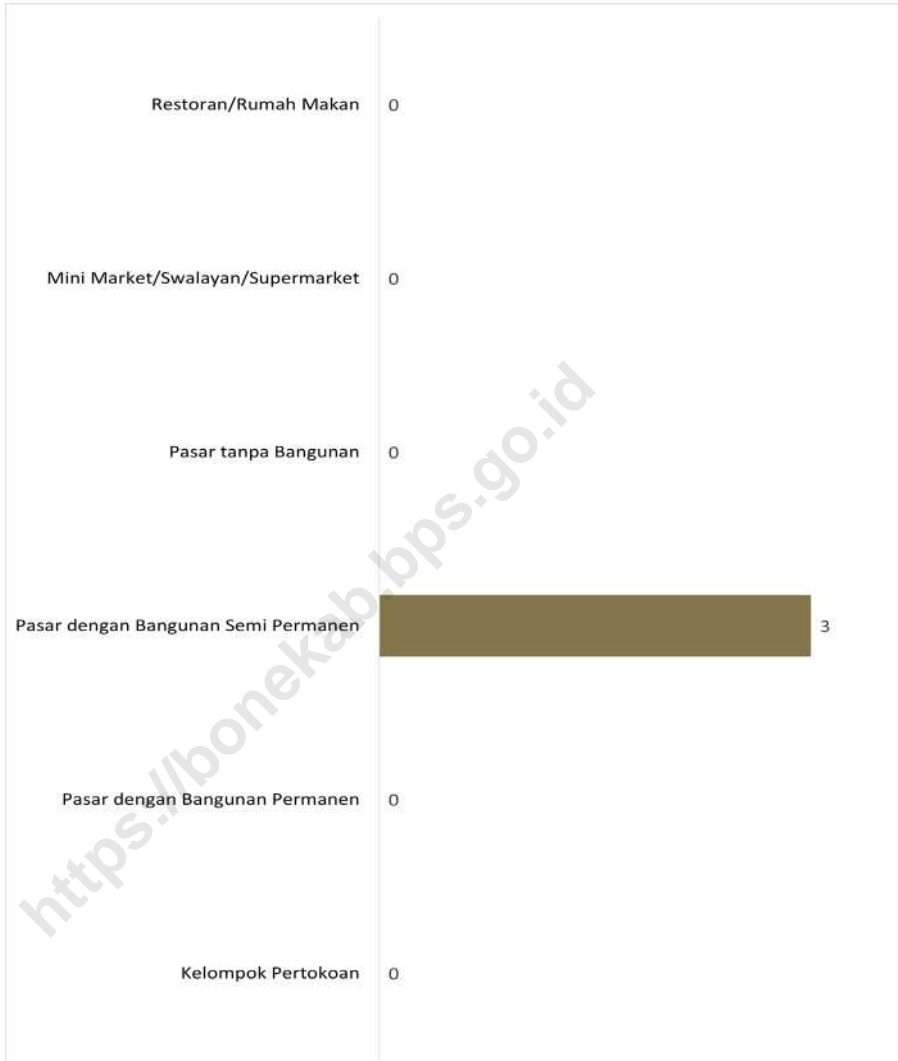 Restoran/Rumah Makan 0
Mini Market/Swalayan/Supermarket 0
Pasar tanpa Bangunan 0
Pasar dengan Bangunan Semi Permanen 3
Pasar dengan Bangunan Permanen 0
Kelompok Pertokoan 0
https://bonekab.bps.go.id